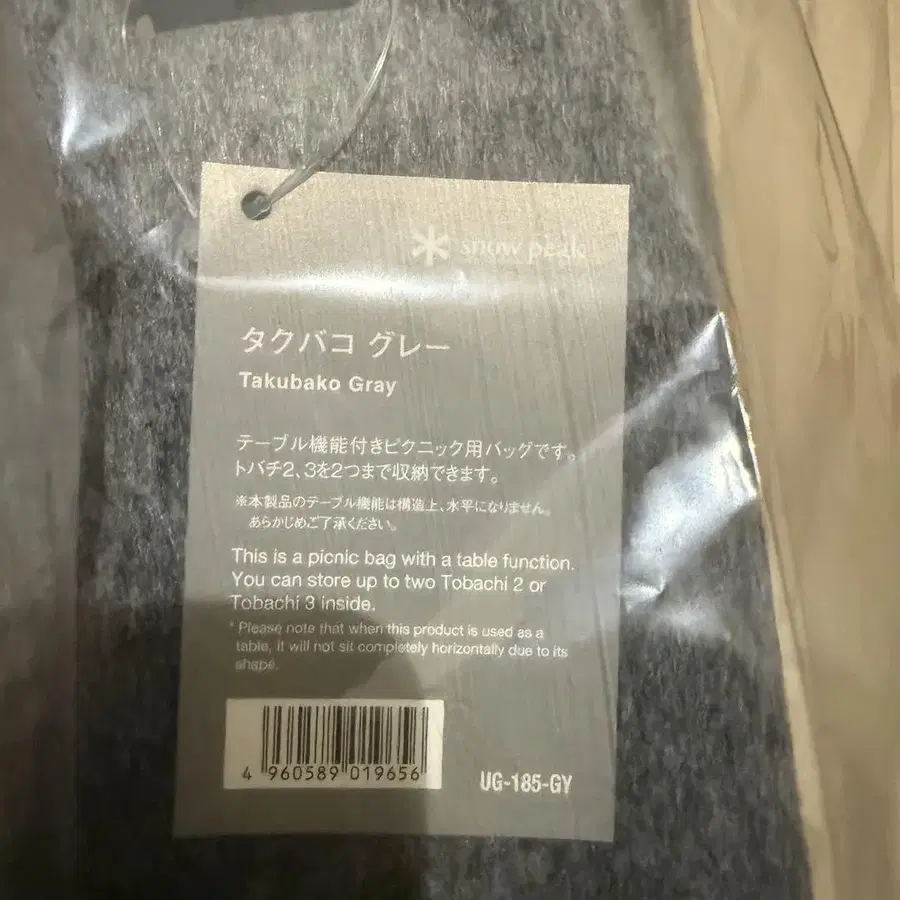 snow peak
タクバコ グレー
Takubako Gray
テーブル機能付きピクニック用バッグです。
トバチ2、3を2つまで収納できます。
※本製品のテーブル機能は構造上、水平になりません。
あらかじめご了承ください。
This is a picnic bag with a table function.
You can store up to two Tobachi 2 or
Tobachi 3 inside.
* Please note that when this product is used as a
table, it will not sit completely horizontally due to its
shape.
4 960589 019656
UG-185-GY